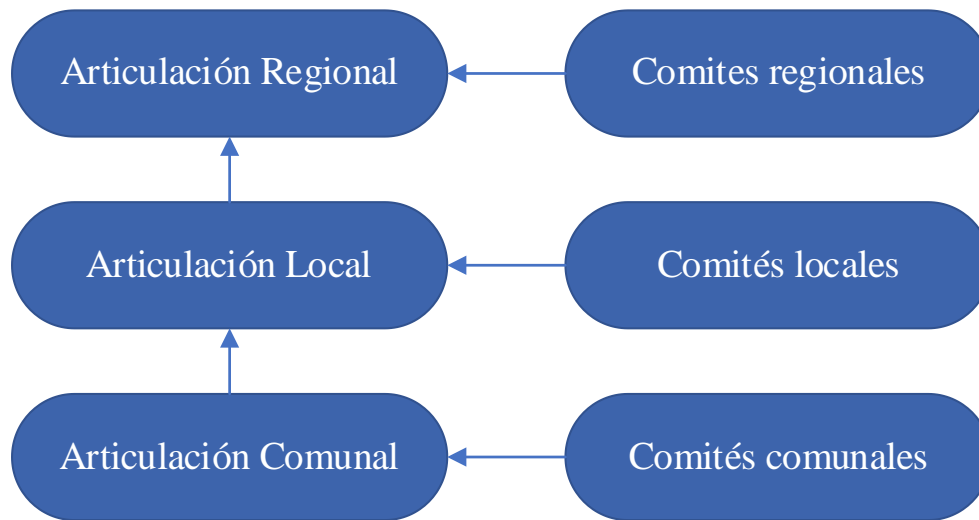 Articulación Regional
Comites regionales
Articulación Local
Comités locales
Articulación Comunal
Comités comunales